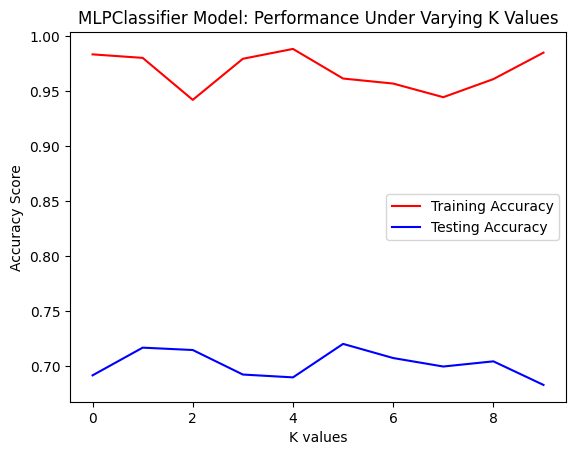 MLPClassifier Model: Performance Under Varying K Values
1.00
0.95
0.90
0.85
0.80
0.75
0.70
Accuracy Score
Training Accuracy
Testing Accuracy
0 2 4 6 8
K values